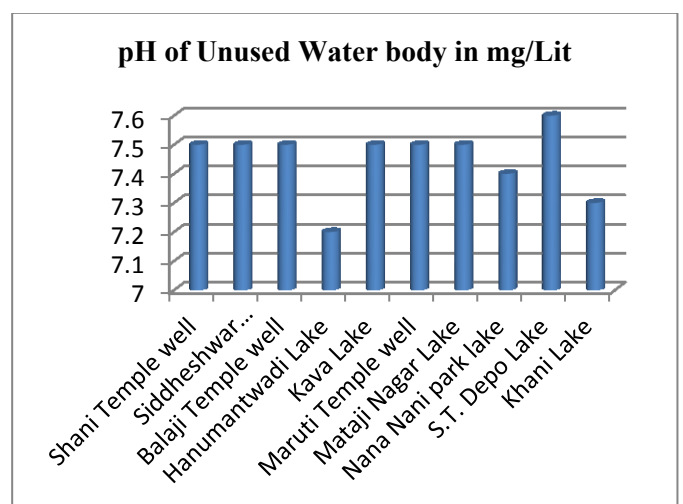 pH of Unused Water body in mg/Lit
7.6
7.5
7.4
7.3
7.2
7.1
7
Shani Temple well
Siddheshwar...
Balaji Temple well
Hanumantwadi Lake
Kava Lake
Maruti Temple well
Mataji Nagar Lake
Nana Nani park lake
S.T. Depo Lake
Khani Lake